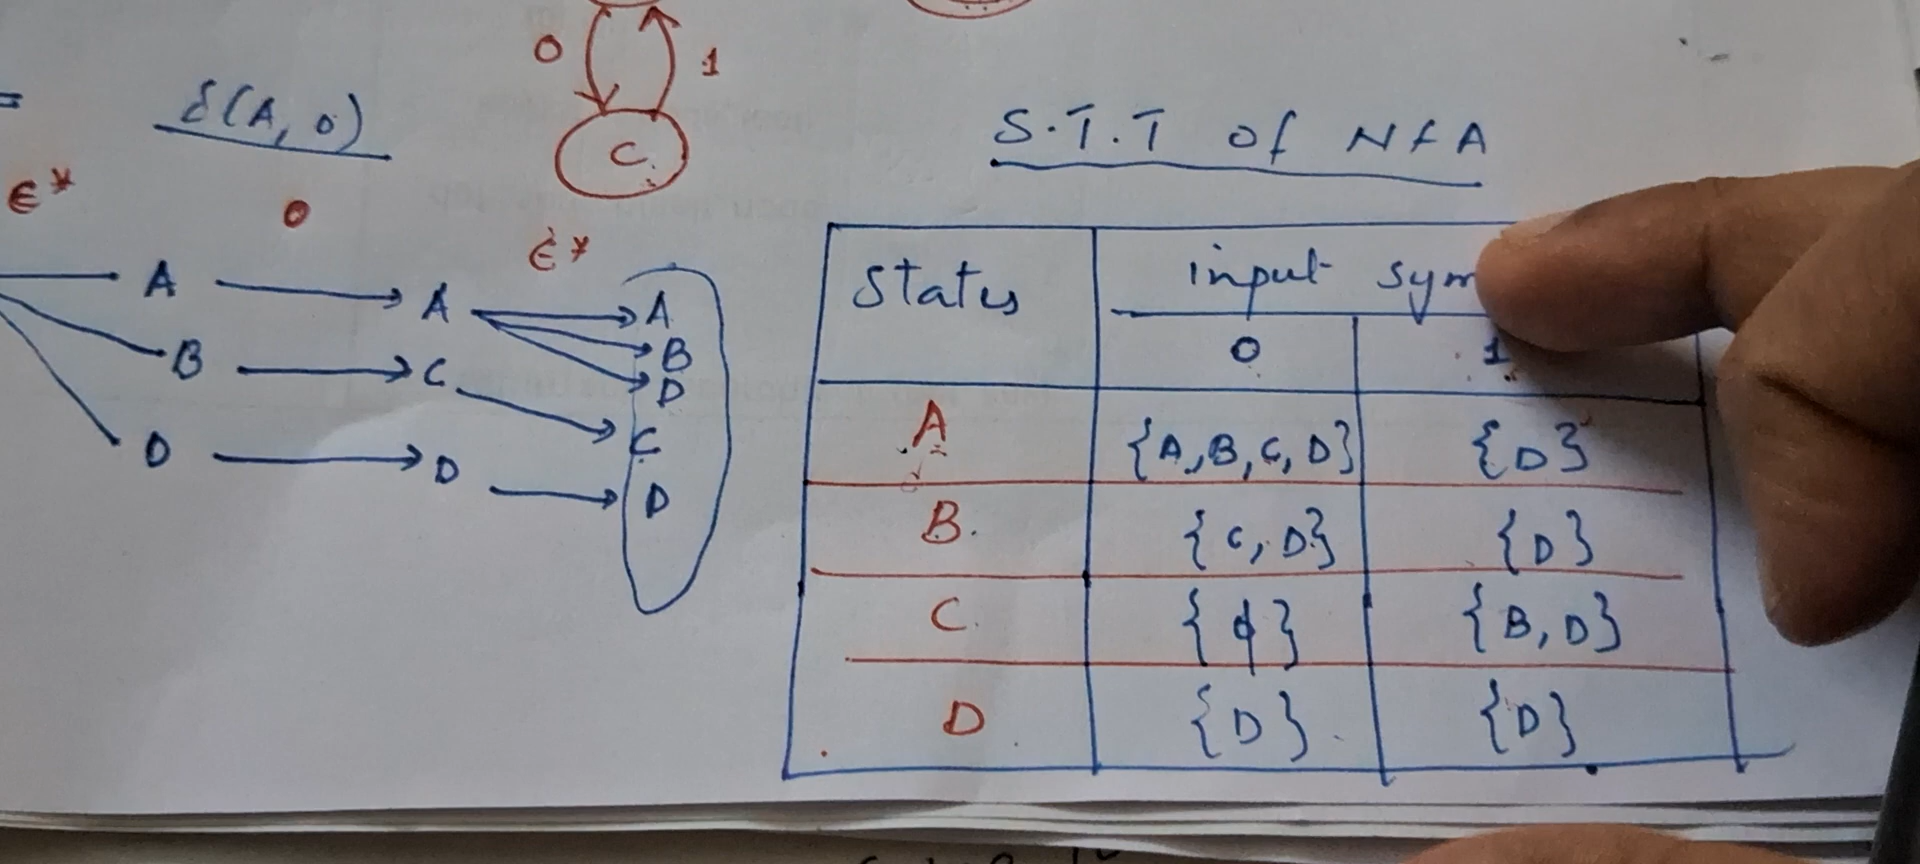 0
1
C
=
δ(A, 0)
S.T.T of NFA
ε*
0
ε*
A
A
A
B
B
C
D
C
D
D
D
States
input sym
0
1
A
{A,B,C,D}
{D}
B.
{C,D}
{D}
C.
{ϕ}
{B,D}
D
{D}
{D}